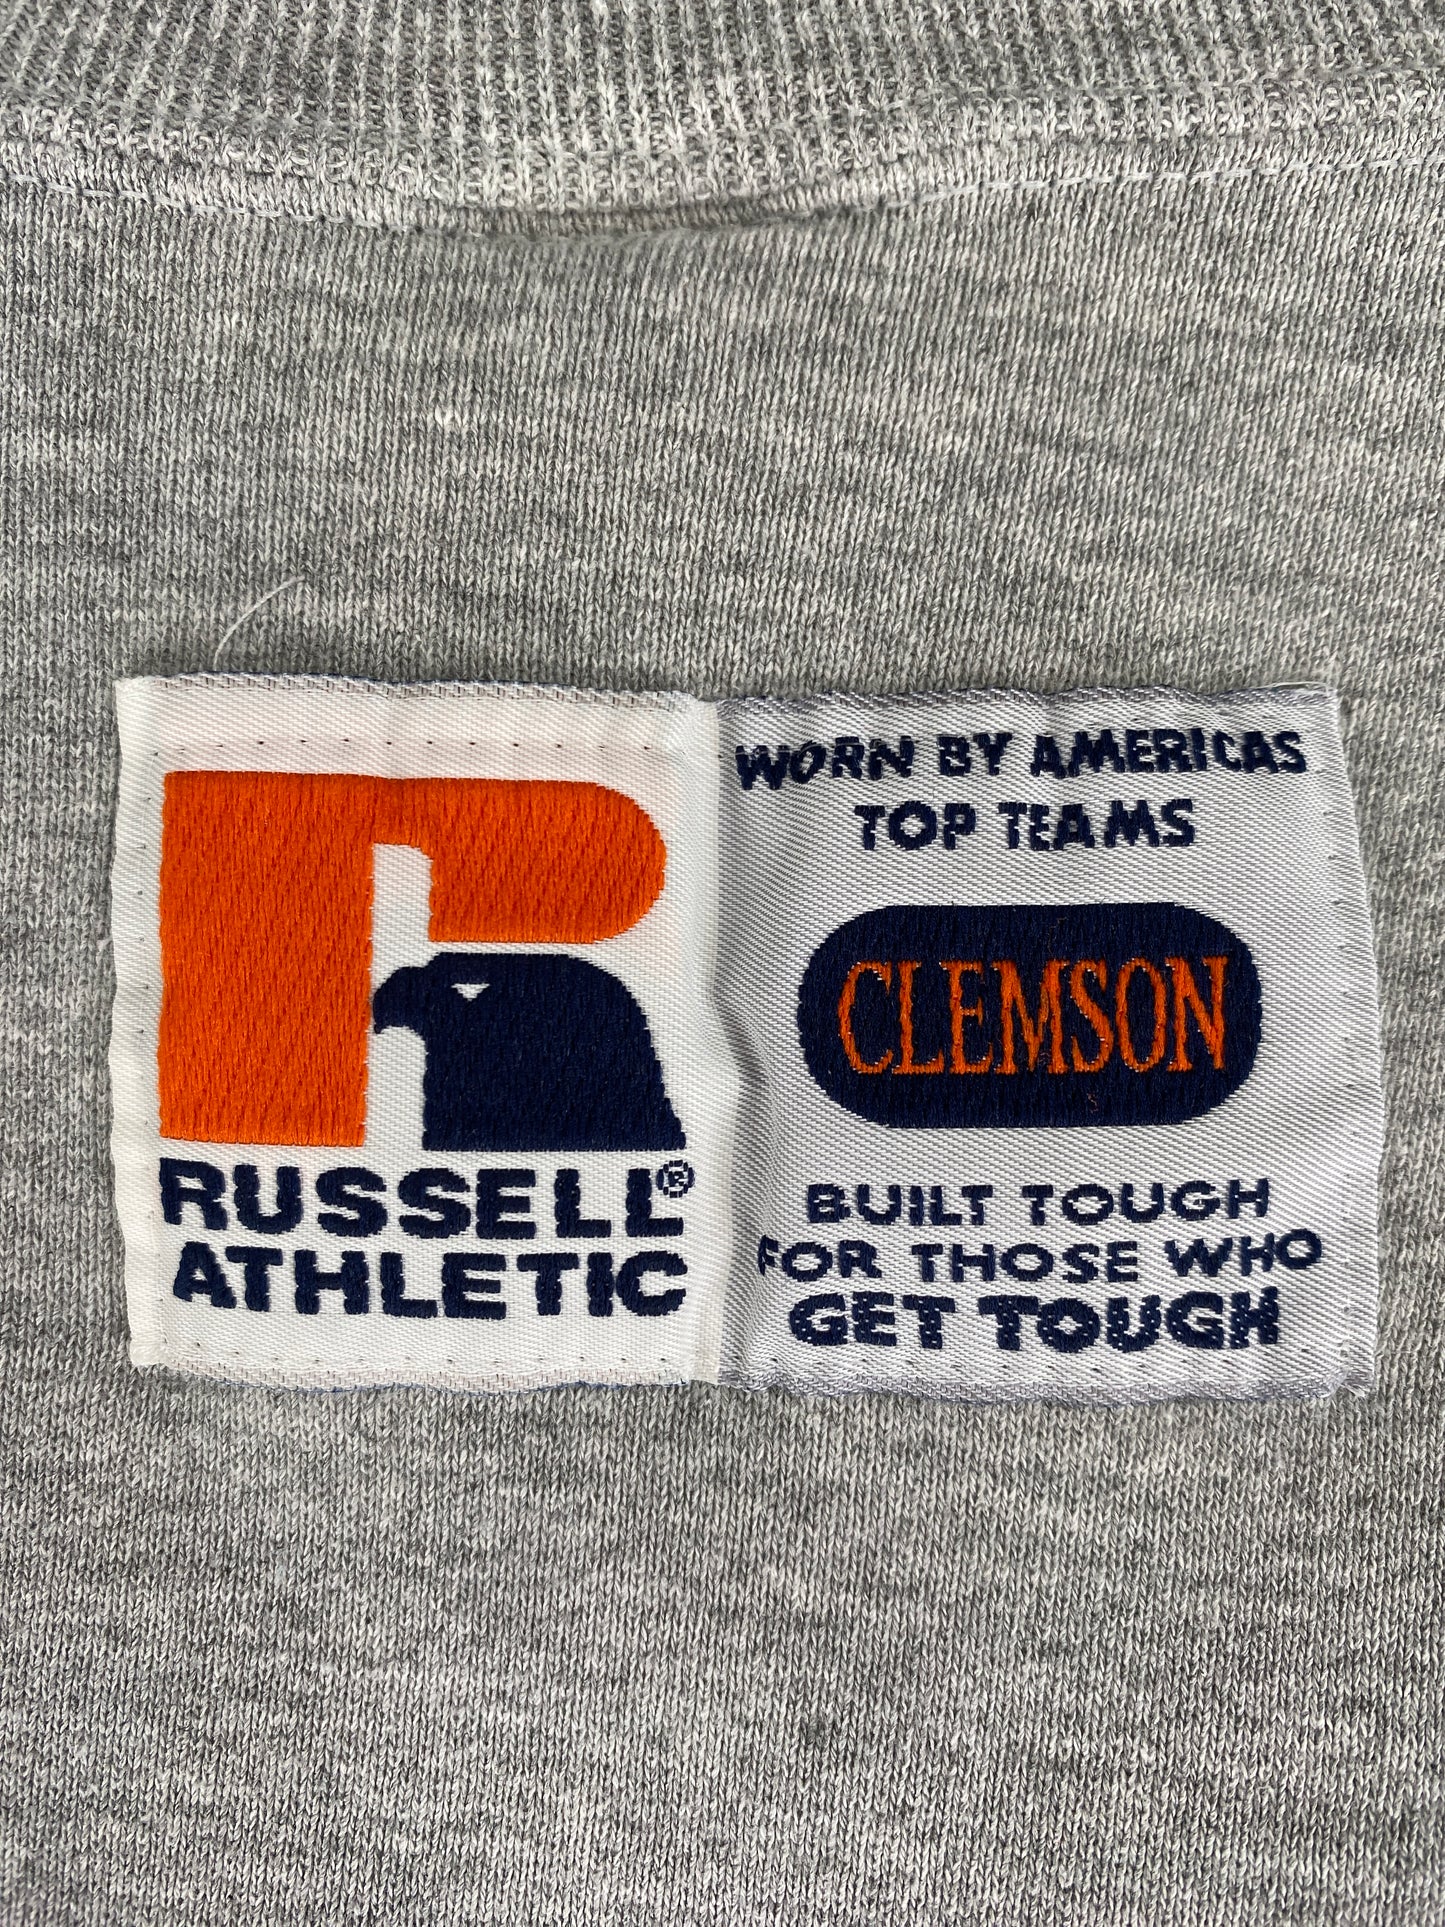 RUSSELL®
ATHLETIC
WORN BY AMERICAS
TOP TEAMS
CLEMSON
BUILT TOUGH
FOR THOSE WHO
GET TOUGH